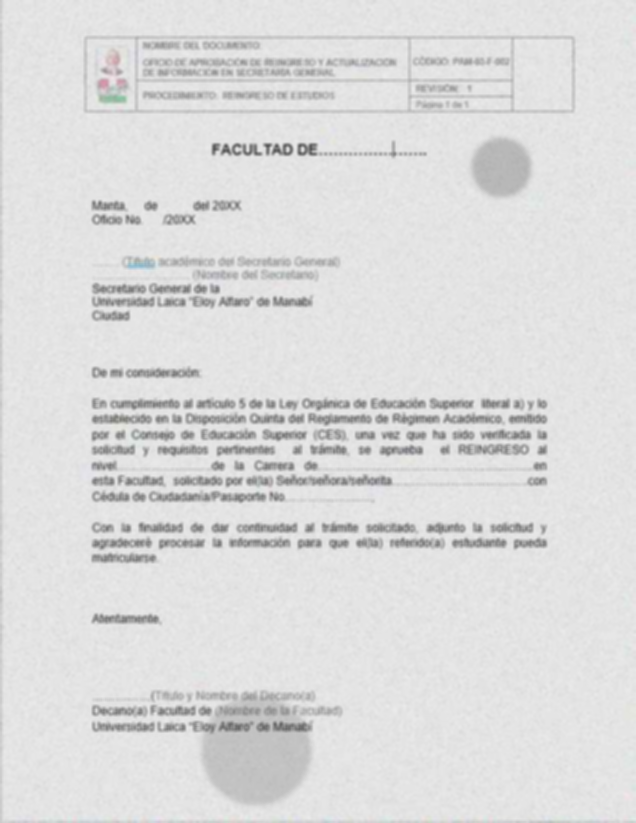 NOMBRE DEL DOCUMENTO:
OFICIO DE APROBACIÓN DE REINGRESO Y ACTUALIZACIÓN
DE INFORMACIÓN EN SECRETARÍA GENERAL
CÓDIGO: PAM-03-F-002
PROCEDIMIENTO: REINGRESO DE ESTUDIOS
REVISIÓN: 1
Página 1 de 1
FACULTAD DE.....................
Manta, de del 20XX
Oficio No. /20XX
.........(Título académico del Secretario General)
............................ (Nombre del Secretario)
Secretario General de la
Universidad Laica “Eloy Alfaro” de Manabí
Ciudad
De mi consideración:
En cumplimiento al artículo 5 de la Ley Orgánica de Educación Superior literal a) y lo
establecido en la Disposición Quinta del Reglamento de Régimen Académico, emitido
por el Consejo de Educación Superior (CES), una vez que ha sido verificada la
solicitud y requisitos pertinentes al trámite, se aprueba el REINGRESO al
nivel.......................... de la Carrera de............................................................en
esta Facultad, solicitado por el(la) Señor/señora/señorita......................................con
Cédula de Ciudadanía/Pasaporte No.........................
Con la finalidad de dar continuidad al trámite solicitado, adjunto la solicitud y
agradeceré procesar la información para que el(la) referido(a) estudiante pueda
matricularse.
Atentamente,
.................(Título y Nombre del Decano(a)
Decano(a) Facultad de (Nombre de la Facultad)
Universidad Laica “Eloy Alfaro” de Manabí